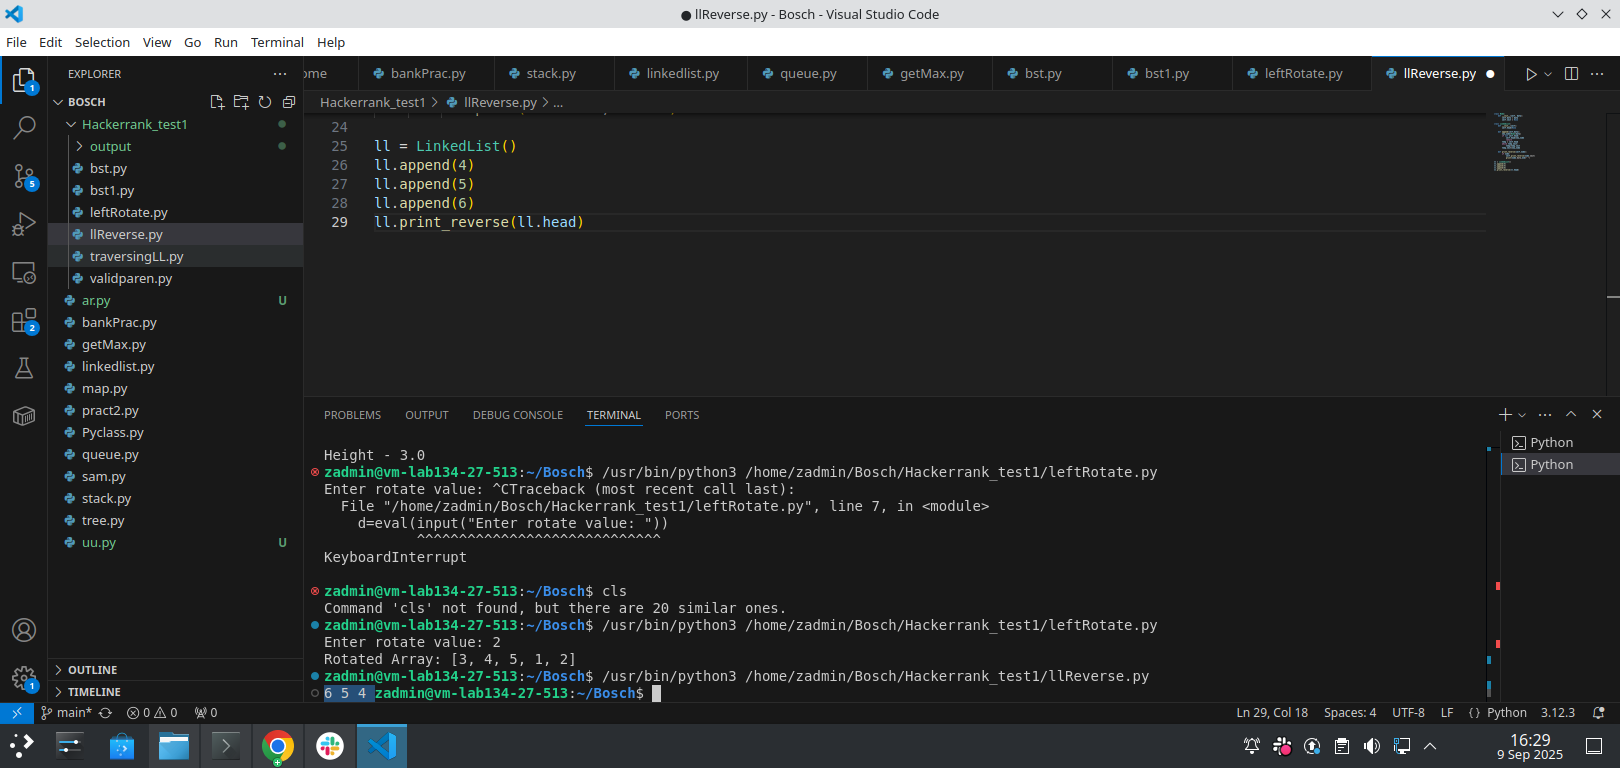 ● llReverse.py - Bosch - Visual Studio Code
File Edit Selection View Go Run Terminal Help
EXPLORER
BOSCH
Hackerrank_test1
output
bst.py
bst1.py
leftRotate.py
llReverse.py
traversingLL.py
validparen.py
ar.py U
bankPrac.py
getMax.py
linkedlist.py
map.py
pract2.py
Pyclass.py
queue.py
sam.py
stack.py
tree.py
uu.py U
OUTLINE
TIMELINE
1
5
2
1
ome bankPrac.py stack.py linkedlist.py queue.py getMax.py bst.py bst1.py leftRotate.py llReverse.py
Hackerrank_test1 > llReverse.py > ...
24
25 ll = LinkedList()
26 ll.append(4)
27 ll.append(5)
28 ll.append(6)
29 ll.print_reverse(ll.head)
PROBLEMS OUTPUT DEBUG CONSOLE TERMINAL PORTS
Height - 3.0
zadmin@vm-lab134-27-513:~/Bosch$ /usr/bin/python3 /home/zadmin/Bosch/Hackerrank_test1/leftRotate.py
Enter rotate value: ^CTraceback (most recent call last):
File "/home/zadmin/Bosch/Hackerrank_test1/leftRotate.py", line 7, in <module>
d=eval(input("Enter rotate value: "))
^^^^^^^^^^^^^^^^^^^^^^^^^^^^^
KeyboardInterrupt
zadmin@vm-lab134-27-513:~/Bosch$ cls
Command 'cls' not found, but there are 20 similar ones.
zadmin@vm-lab134-27-513:~/Bosch$ /usr/bin/python3 /home/zadmin/Bosch/Hackerrank_test1/leftRotate.py
Enter rotate value: 2
Rotated Array: [3, 4, 5, 1, 2]
zadmin@vm-lab134-27-513:~/Bosch$ /usr/bin/python3 /home/zadmin/Bosch/Hackerrank_test1/llReverse.py
6 5 4 zadmin@vm-lab134-27-513:~/Bosch$
Python
Python
main* 0 0 0 Ln 29, Col 18 Spaces: 4 UTF-8 LF {} Python 3.12.3
16:29
9 Sep 2025